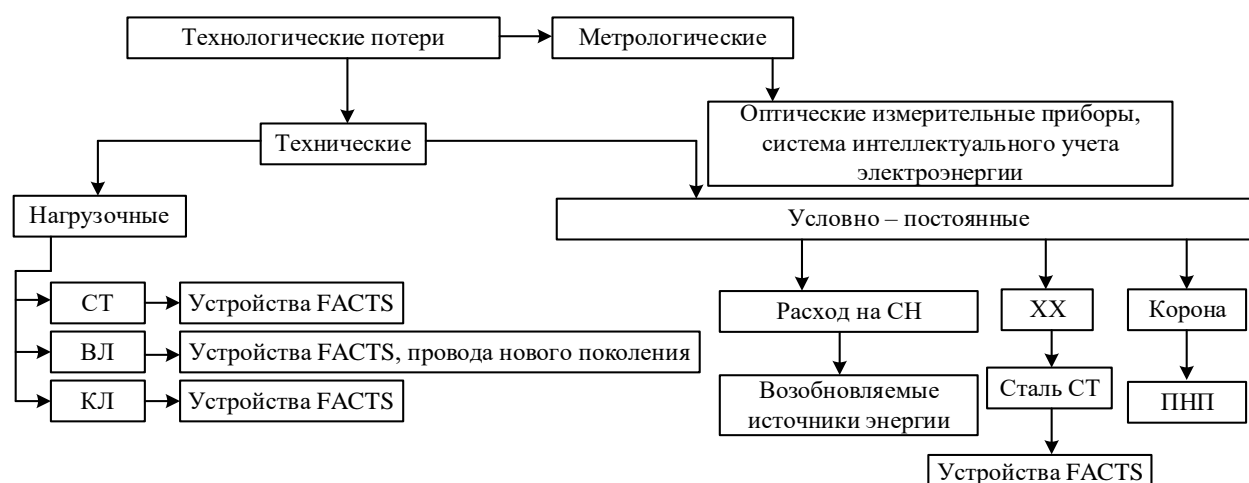 Технологические потери
Метрологические
Оптические измерительные приборы,
система интеллектуального учета
электроэнергии
Технические
Нагрузочные
Условно – постоянные
СТ
Устройства FACTS
ВЛ
Устройства FACTS, провода нового поколения
КЛ
Устройства FACTS
Расход на СН
ХХ
Корона
Возобновляемые
источники энергии
Сталь СТ
ПНП
Устройства FACTS